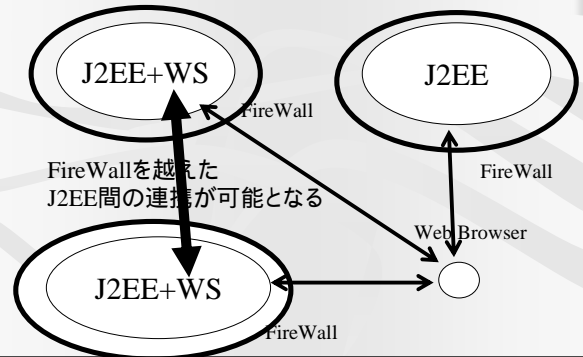 J2EE+WS
J2EE
FireWall
FireWallを越えた
J2EE間の連携が可能となる
FireWall
Web Browser
J2EE+WS
FireWall